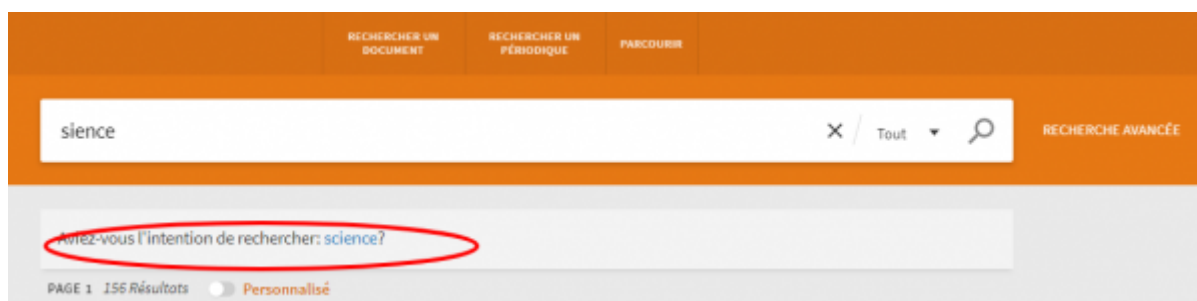 RECHERCHER UN DOCUMENT
RECHERCHER UN PÉRIODIQUE
PARCOURIR
sience
Tout
RECHERCHE AVANCÉE
Aviez-vous l'intention de rechercher: science?
PAGE 1 156 Résultats Personnalisé